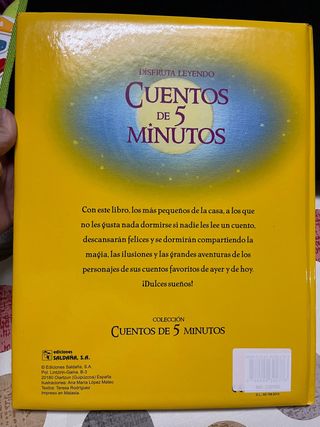 DISFRUTA LEYENDO
CUENTOS
DE 5
MINUTOS
Con este libro, los más pequeños de la casa, a los que
no les gusta nada dormirse si nadie les lee un cuento,
descansarán felices y se dormirán compartiendo la
magia, las ilusiones y las grandes aventuras de los
personajes de sus cuentos favoritos de ayer y de hoy.
¡Dulces sueños!
COLECCIÓN
CUENTOS DE 5 MINUTOS
ediciones
SALDAÑA, S.A.
© Ediciones Saldaña, S.A.
Pol. Lintzirin-Gaina, B-3
20180 Oiartzun (Guipúzcoa) España
Ilustraciones: Ana María López Mateo
Textos: Teresa Rodríguez
Impreso en Malasia